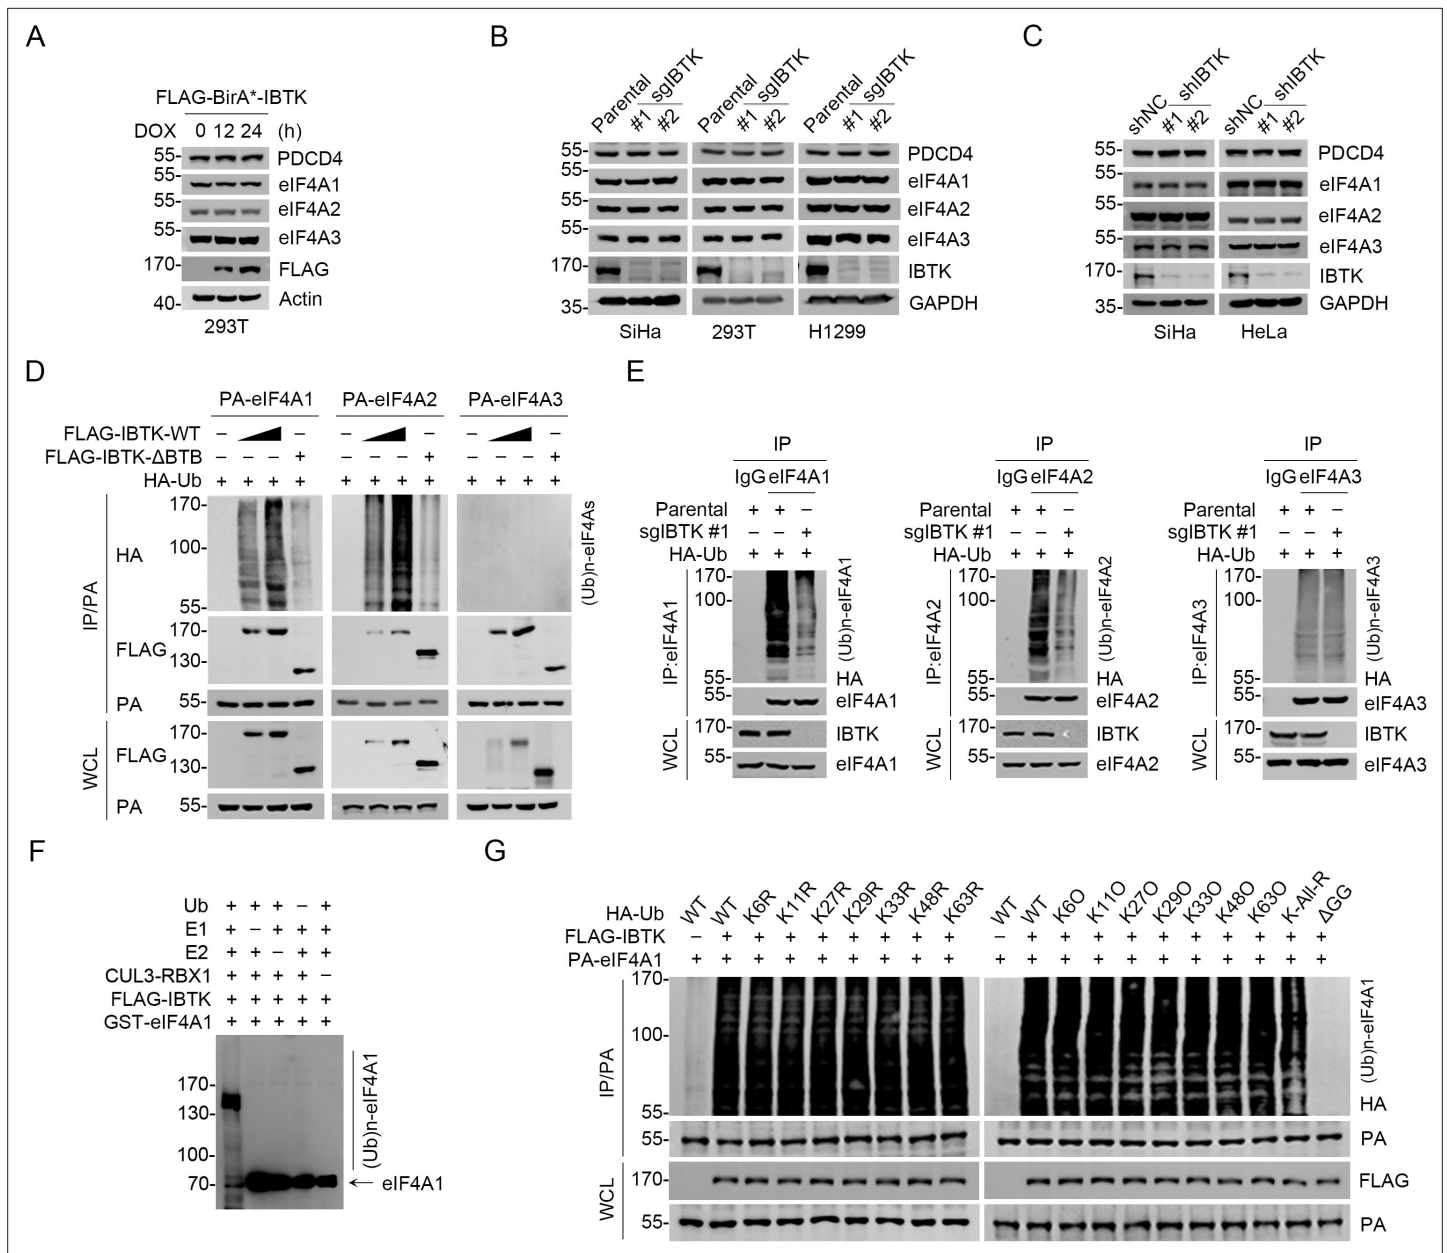 A
FLAG-BirA*-IBTK
DOX 0 12 24 (h)
55- PDCD4
55- eIF4A1
55- eIF4A2
55- eIF4A3
170- FLAG
40- Actin
293T
B
Parental sgIBTK #1 #2 Parental sgIBTK #1 #2 Parental sgIBTK #1 #2
55- PDCD4
55- eIF4A1
55- eIF4A2
55- eIF4A3
170- IBTK
35- GAPDH
SiHa 293T H1299
C
shNC shIBTK #1 #2 shNC shIBTK #1 #2
55- PDCD4
55- eIF4A1
55- eIF4A2
55- eIF4A3
170- IBTK
35- GAPDH
SiHa HeLa
D
PA-eIF4A1 PA-eIF4A2 PA-eIF4A3
FLAG-IBTK-WT – – –
FLAG-IBTK-ΔBTB – – – + – – – + – – – +
HA-Ub + + + + + + + + + + + +
IP/PA
170-
HA 100-
55-
(Ub)n-eIF4As
170-
FLAG
130-
PA 55-
WCL
170-
FLAG
130-
PA 55-
E
IP IP IP
IgG eIF4A1 IgG eIF4A2 IgG eIF4A3
Parental + + – Parental + + – Parental + + –
sgIBTK #1 – – + sgIBTK #1 – – + sgIBTK #1 – – +
HA-Ub + + + HA-Ub + + + HA-Ub + + +
IP:eIF4A1 170- 100- 55- (Ub)n-eIF4A1 HA
55- eIF4A1
WCL 170- IBTK
55- eIF4A1
IP:eIF4A2 170- 100- 55- (Ub)n-eIF4A2 HA
55- eIF4A2
WCL 170- IBTK
55- eIF4A2
IP:eIF4A3 170- 100- 55- (Ub)n-eIF4A3 HA
55- eIF4A3
WCL 170- IBTK
55- eIF4A3
F
Ub + + + – +
E1 + – + + +
E2 + + – + +
CUL3-RBX1 + + + + –
FLAG-IBTK + + + + +
GST-eIF4A1 + + + + +
170-
130-
100-
70- ← eIF4A1
(Ub)n-eIF4A1
G
HA-Ub WT WT K6R K11R K27R K29R K33R K48R K63R WT WT K6O K11O K27O K29O K33O K48O K63O K-All-R ΔGG
FLAG-IBTK – + + + + + + + + – + + + + + + + + + +
PA-eIF4A1 + + + + + + + + + + + + + + + + + + + +
IP/PA
170-
100-
55- HA
(Ub)n-eIF4A1
55- PA
WCL
170- FLAG
55- PA